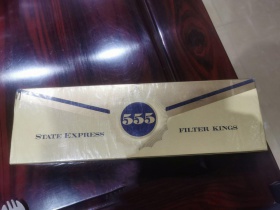 555
STATE EXPRESS FILTER KINGS